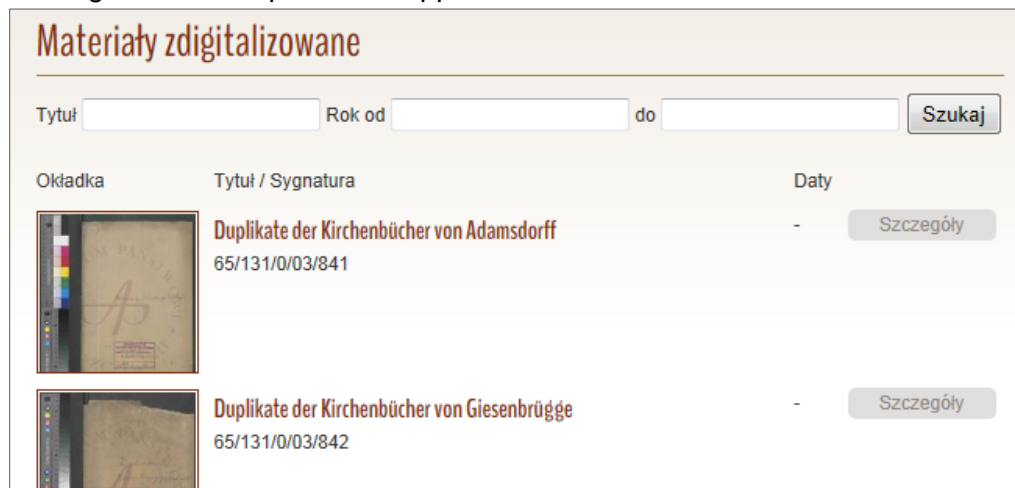 Materiały zdigitalizowane
Tytuł Rok od do Szukaj
Okładka Tytuł / Sygnatura Daty
Duplikate der Kirchenbücher von Adamsdorff - Szczegóły
65/131/0/03/841
Duplikate der Kirchenbücher von Giesenbrügge - Szczegóły
65/131/0/03/842